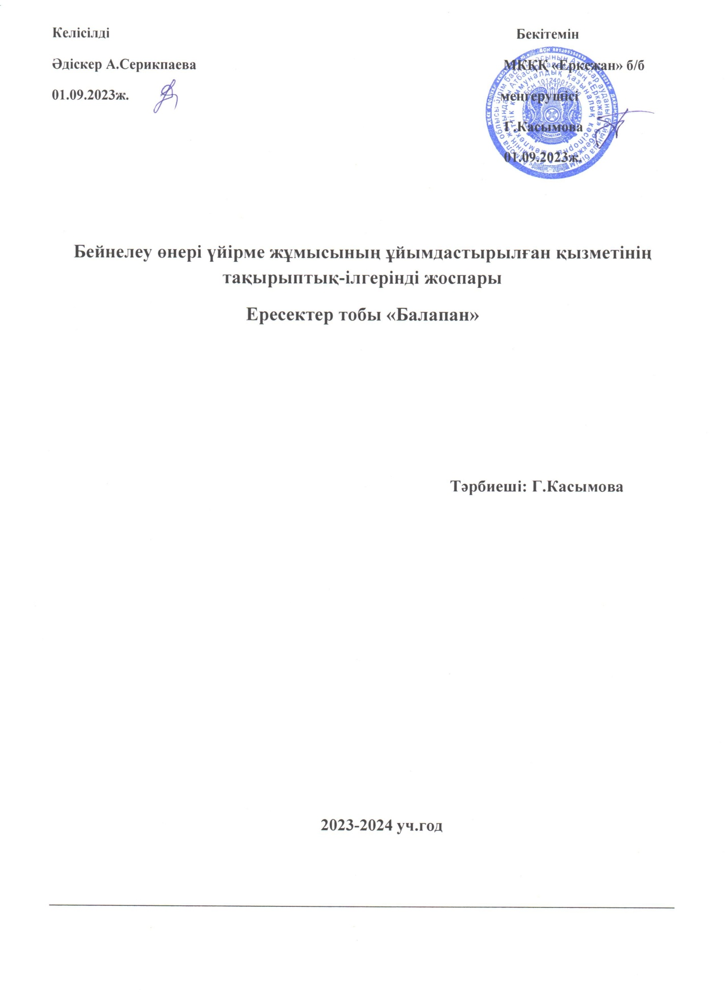 Келісілді
Әдіскер А.Серикпаева
01.09.2023ж.
Бекітемін
МКҚК «Еркежан» б/б
меңгерушісі
Г.Касымова
01.09.2023ж.
QAZAQSTAN
Бейнелеу өнері үйірме жұмысының ұйымдастырылған қызметінің
тақырыптық-ілгерінді жоспары
Ересектер тобы «Балапан»
Тәрбиеші: Г.Касымова
2023-2024 уч.год